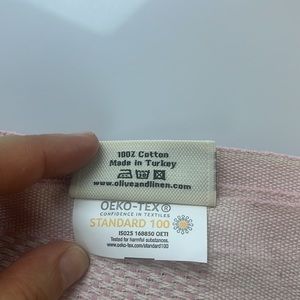 100% Cotton
Made in Turkey
www.oliveandlinen.com
OEKO-TEX®
CONFIDENCE IN TEXTILES
STANDARD 100
IS025 168850 OETI
Tested for harmful substances.
www.oeko-tex.com/standard100